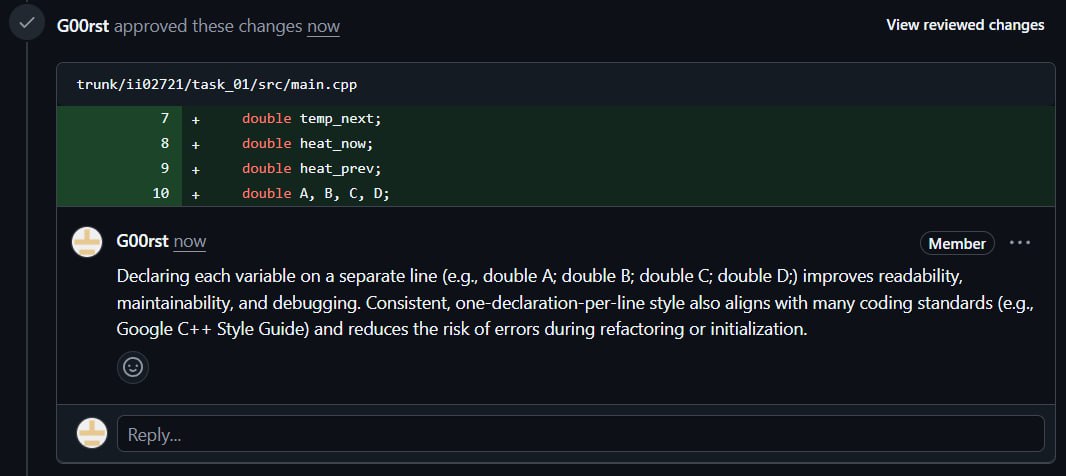 G00rst approved these changes now
View reviewed changes
trunk/ii02721/task_01/src/main.cpp
7 + double temp_next;
8 + double heat_now;
9 + double heat_prev;
10 + double A, B, C, D;
G00rst now
Member
Declaring each variable on a separate line (e.g., double A; double B; double C; double D;) improves readability,
maintainability, and debugging. Consistent, one-declaration-per-line style also aligns with many coding standards (e.g.,
Google C++ Style Guide) and reduces the risk of errors during refactoring or initialization.
Reply...